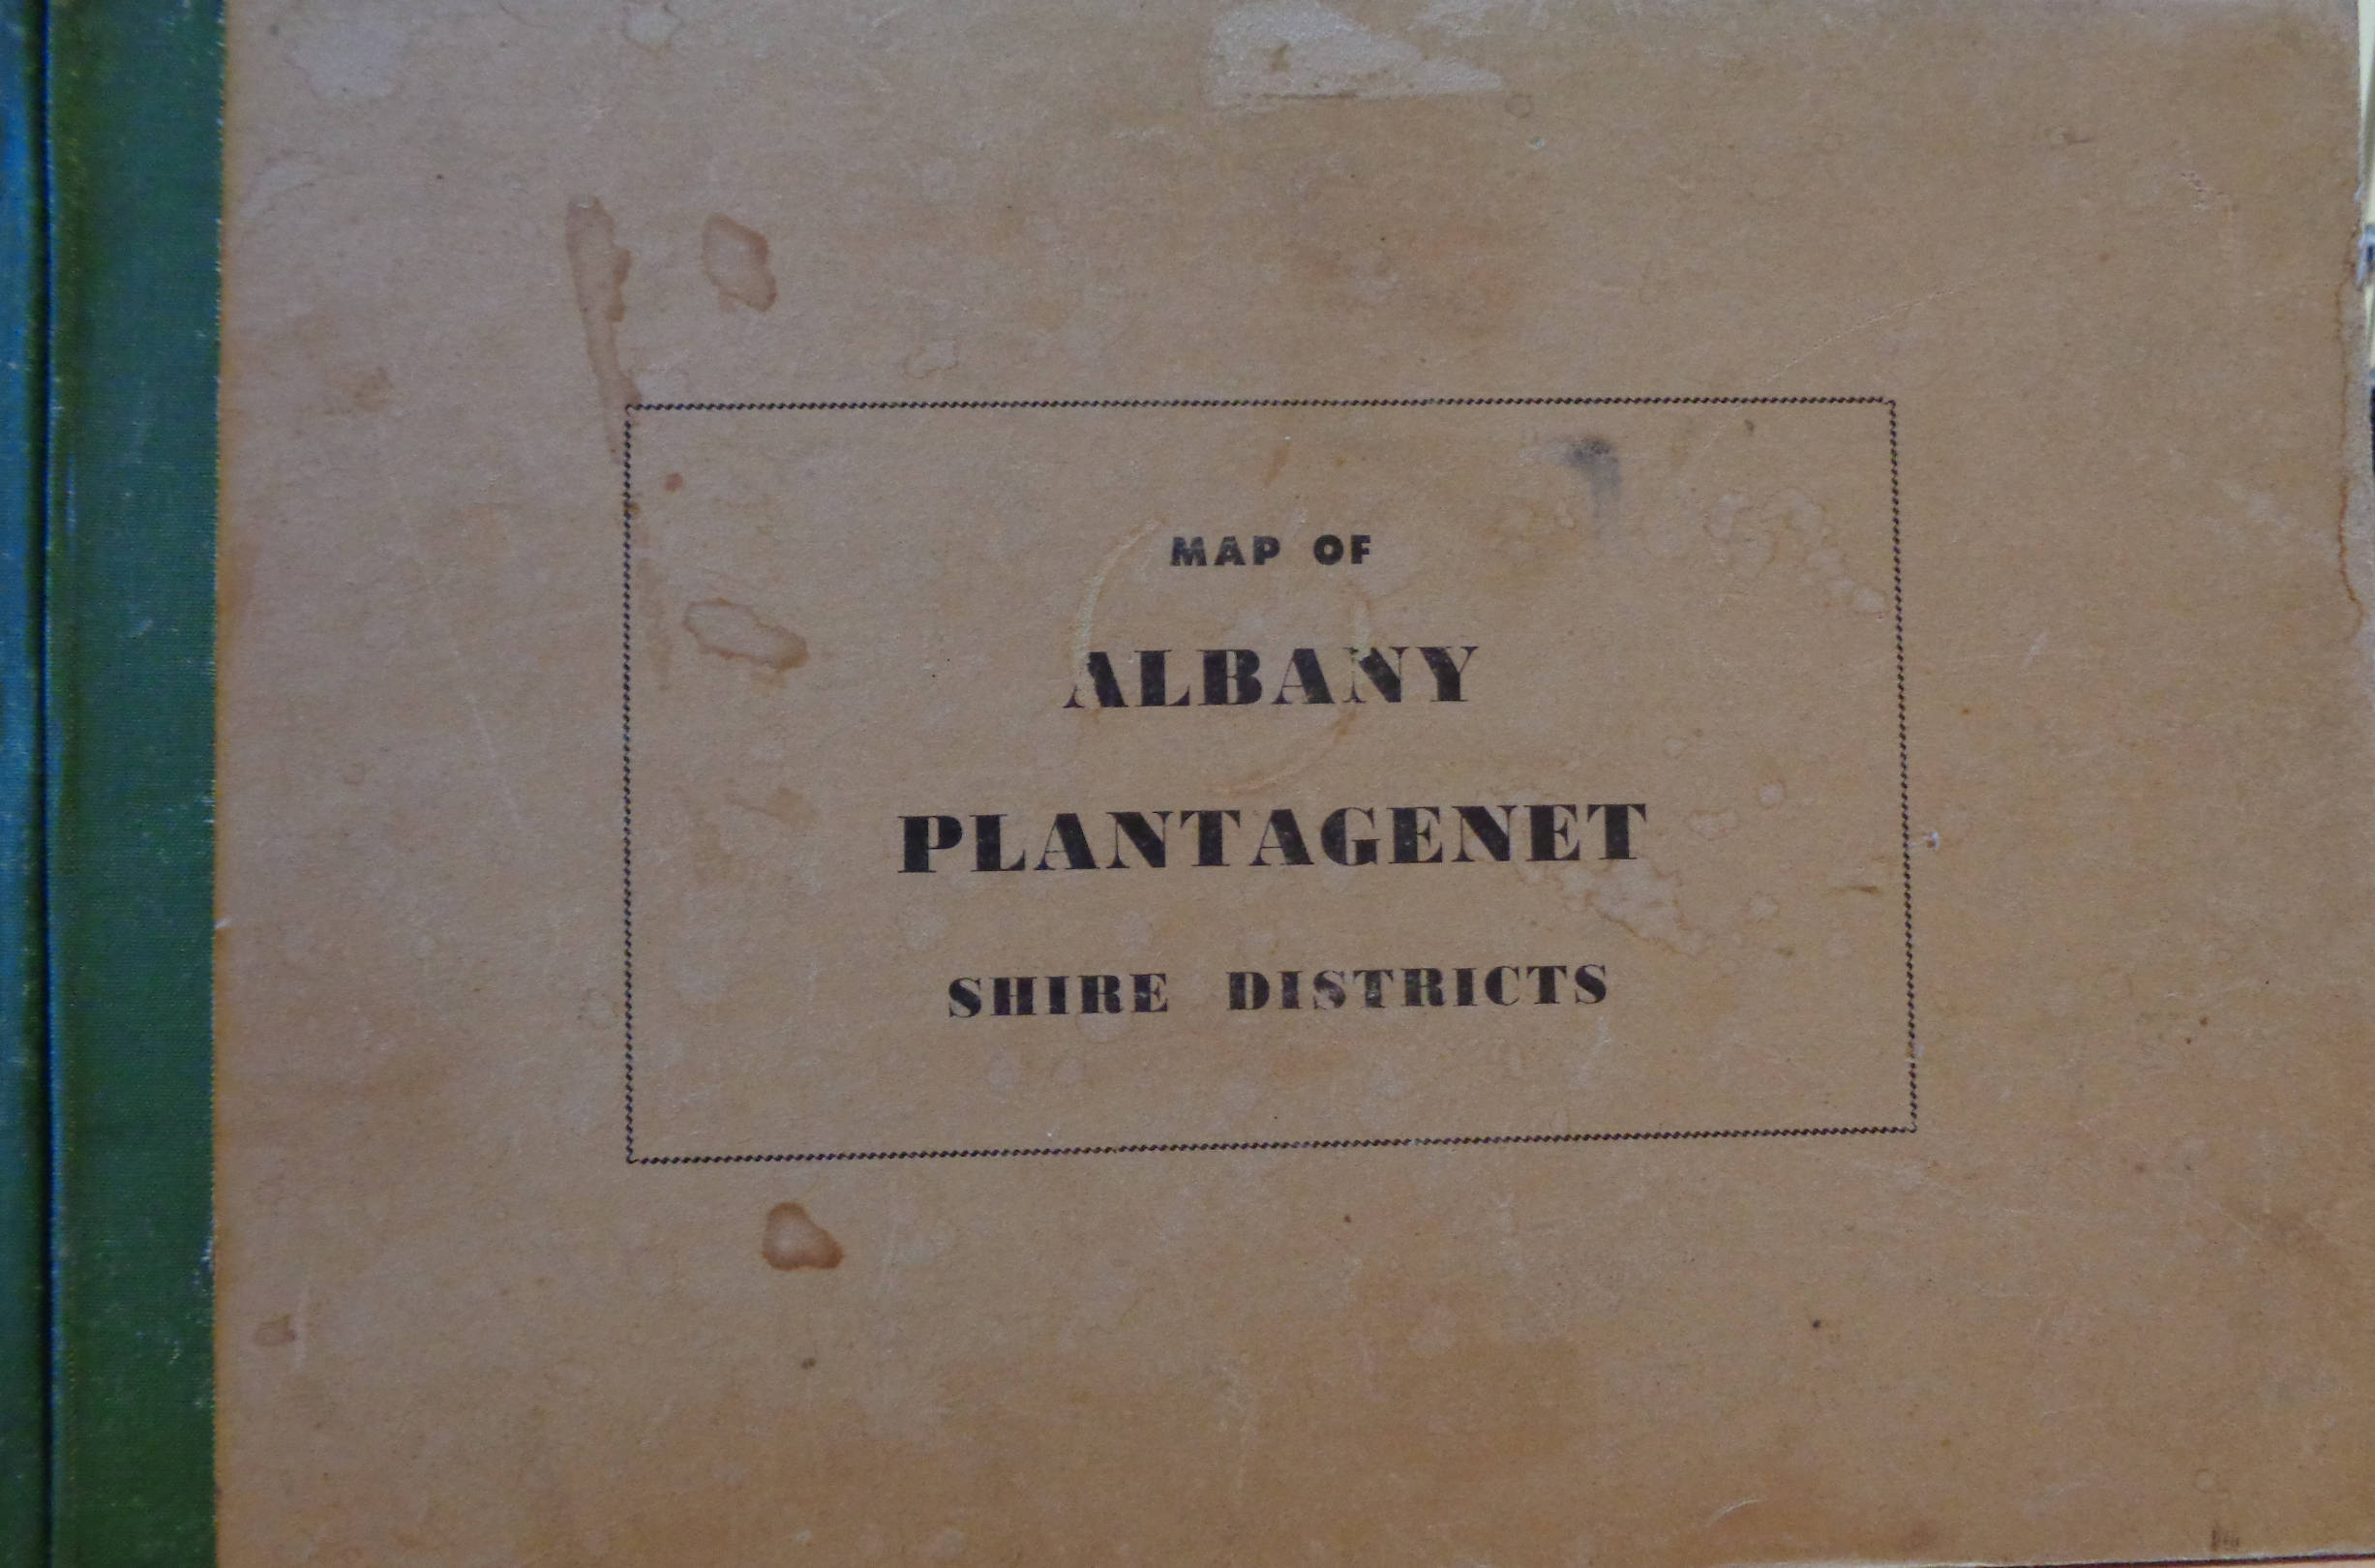 MAP OF
ALBANY
PLANTAGENET
SHIRE DISTRICTS